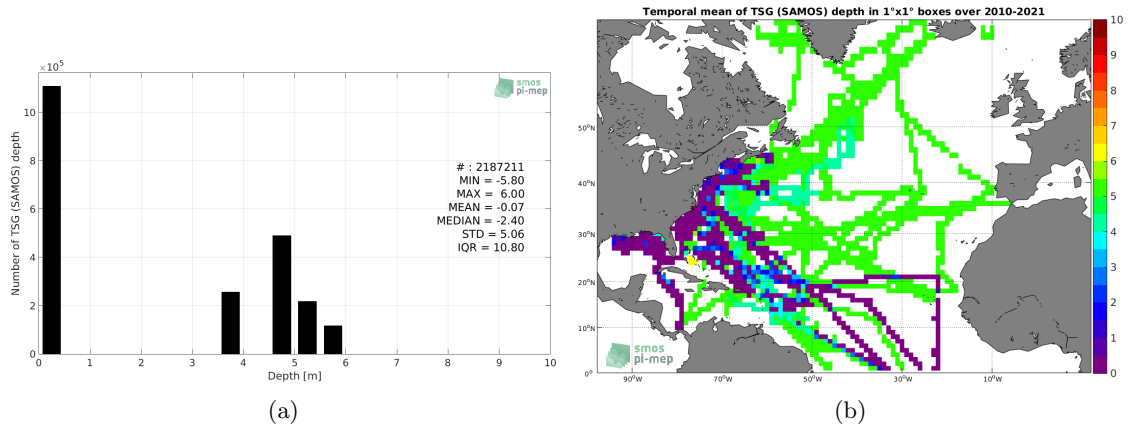 ×10⁵
smos
pi-mep
10
8
6
4
2
0
Number of TSG (SAMOS) depth
# : 2187211
MIN = -5.80
MAX = 6.00
MEAN = -0.07
MEDIAN = -2.40
STD = 5.06
IQR = 10.80
0 1 2 3 4 5 6 7 8 9 10
Depth [m]
(a)
Temporal mean of TSG (SAMOS) depth in 1°x1° boxes over 2010-2021
50°N
40°N
30°N
20°N
10°N
0°
90°W 70°W 50°W 30°W 10°W
smos
pi-mep
10
9
8
7
6
5
4
3
2
1
0
(b)